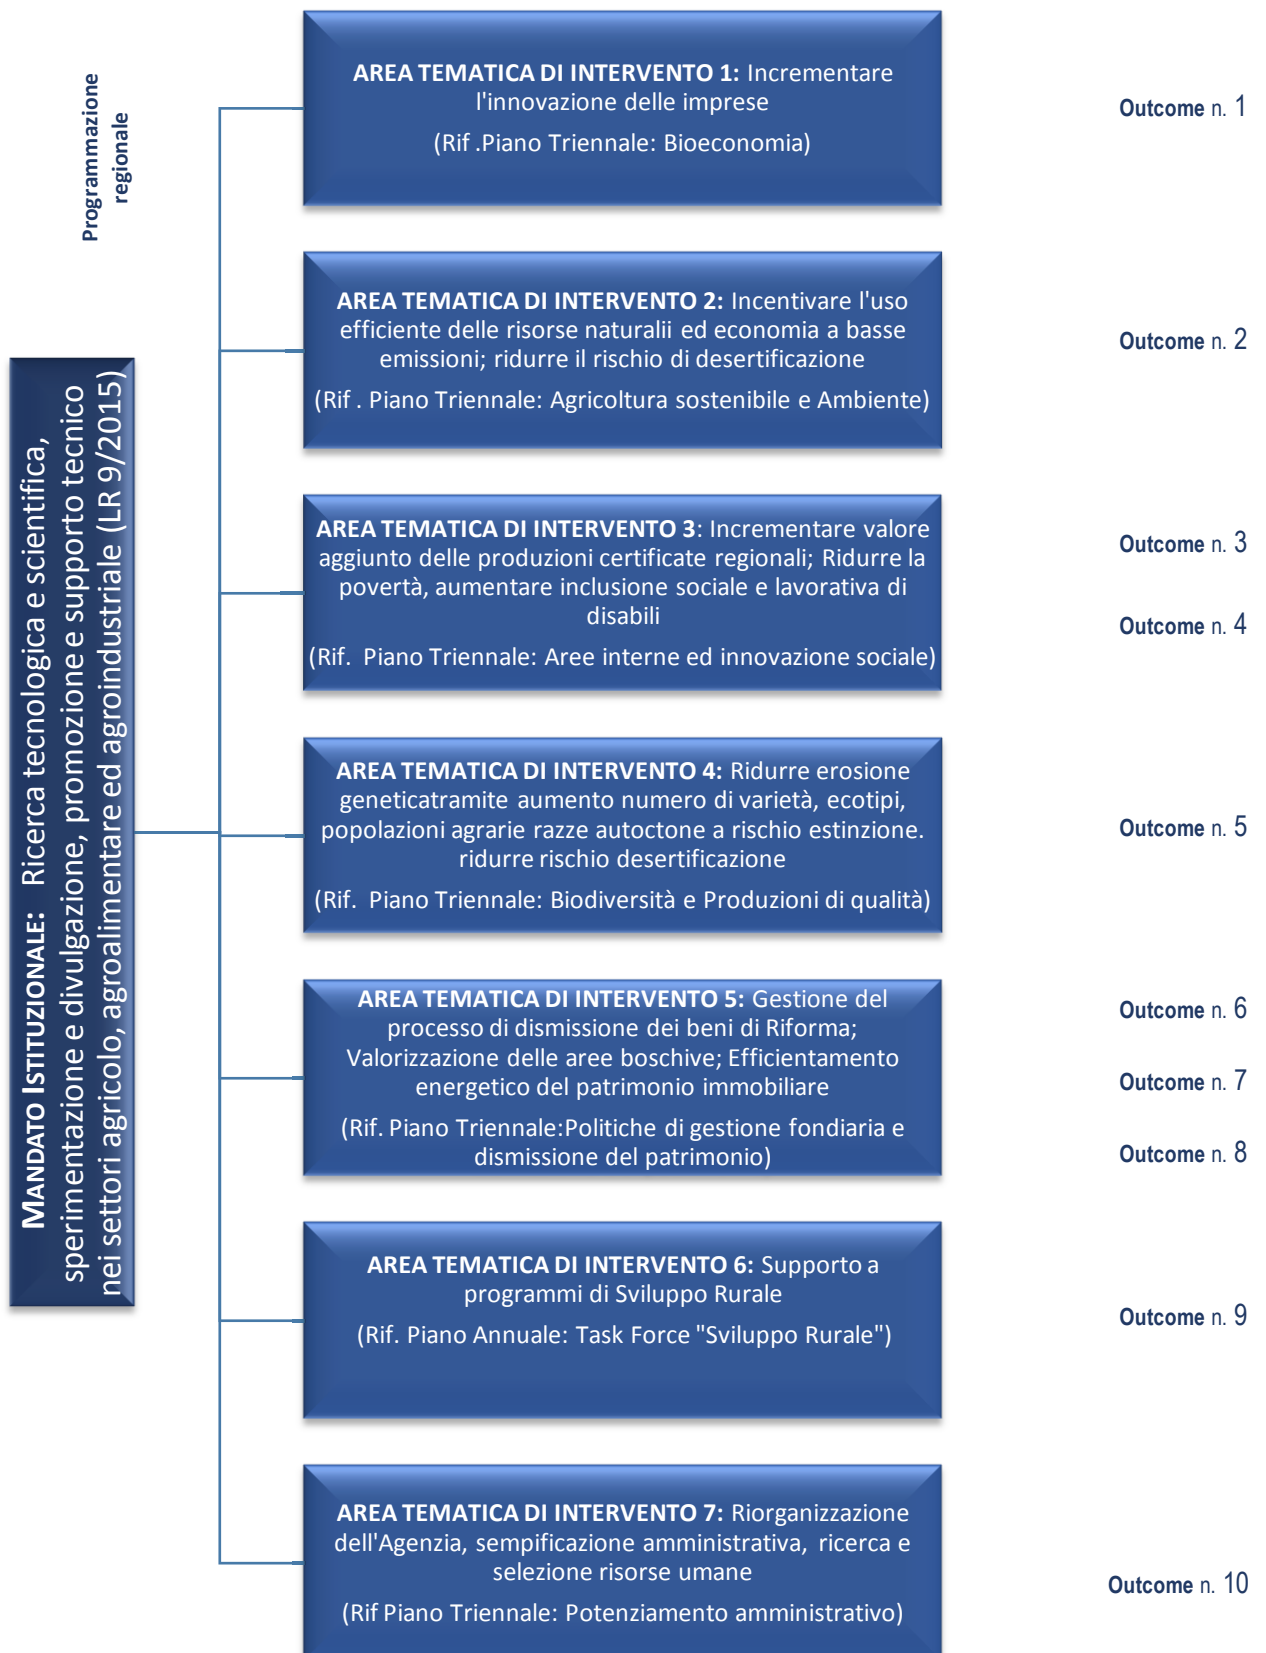 Programmazione
regionale
MANDATO ISTITUZIONALE: Ricerca tecnologica e scientifica,
sperimentazione e divulgazione, promozione e supporto tecnico
nei settori agricolo, agroalimentare ed agroindustriale (LR 9/2015)
AREA TEMATICA DI INTERVENTO 1: Incrementare
l'innovazione delle imprese
(Rif .Piano Triennale: Bioeconomia)
Outcome n. 1
AREA TEMATICA DI INTERVENTO 2: Incentivare l'uso
efficiente delle risorse naturalii ed economia a basse
emissioni; ridurre il rischio di desertificazione
(Rif . Piano Triennale: Agricoltura sostenibile e Ambiente)
Outcome n. 2
AREA TEMATICA DI INTERVENTO 3: Incrementare valore
aggiunto delle produzioni certificate regionali; Ridurre la
povertà, aumentare inclusione sociale e lavorativa di
disabili
(Rif. Piano Triennale: Aree interne ed innovazione sociale)
Outcome n. 3
Outcome n. 4
AREA TEMATICA DI INTERVENTO 4: Ridurre erosione
geneticatramite aumento numero di varietà, ecotipi,
popolazioni agrarie razze autoctone a rischio estinzione.
ridurre rischio desertificazione
(Rif. Piano Triennale: Biodiversità e Produzioni di qualità)
Outcome n. 5
AREA TEMATICA DI INTERVENTO 5: Gestione del
processo di dismissione dei beni di Riforma;
Valorizzazione delle aree boschive; Efficientamento
energetico del patrimonio immobiliare
(Rif. Piano Triennale:Politiche di gestione fondiaria e
dismissione del patrimonio)
Outcome n. 6
Outcome n. 7
Outcome n. 8
AREA TEMATICA DI INTERVENTO 6: Supporto a
programmi di Sviluppo Rurale
(Rif. Piano Annuale: Task Force "Sviluppo Rurale")
Outcome n. 9
AREA TEMATICA DI INTERVENTO 7: Riorganizzazione
dell'Agenzia, sempificazione amministrativa, ricerca e
selezione risorse umane
(Rif Piano Triennale: Potenziamento amministrativo)
Outcome n. 10